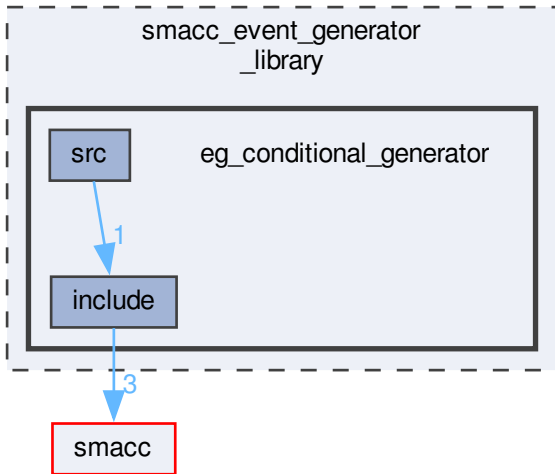 smacc_event_generator
_library
src
eg_conditional_generator
1
include
3
smacc